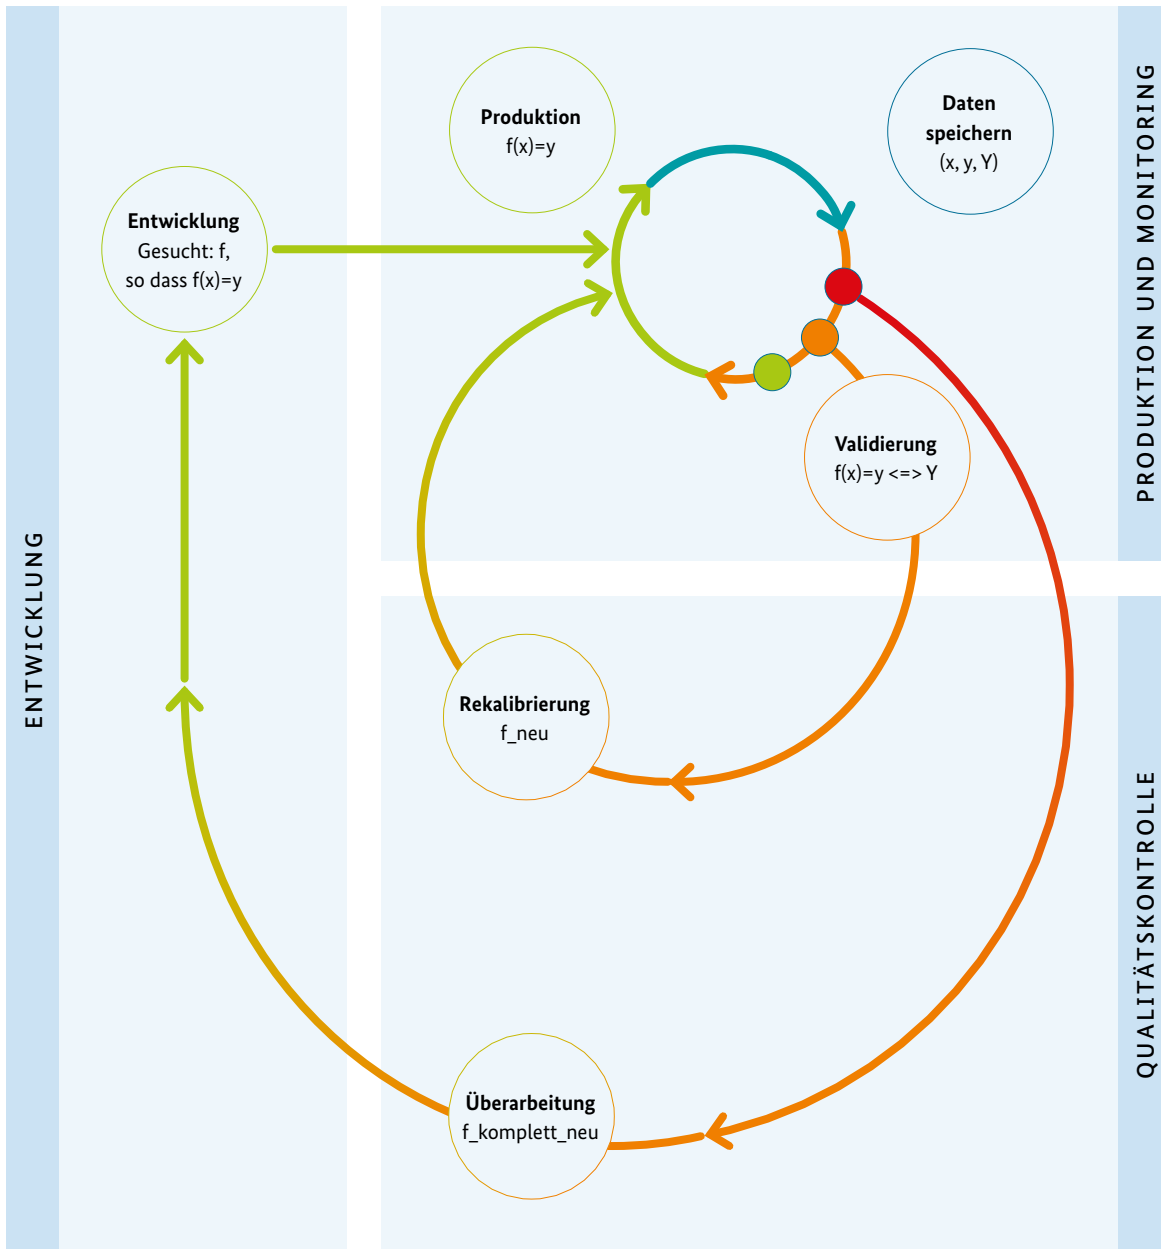 ENTWICKLUNG
Entwicklung
Gesucht: f,
so dass f(x)=y
Produktion
f(x)=y
Daten
speichern
(x, y, Y)
Validierung
f(x)=y <=> Y
PRODUKTION UND MONITORING
Rekalibrierung
f_neu
Überarbeitung
f_komplett_neu
QUALITÄTSKONTROLLE